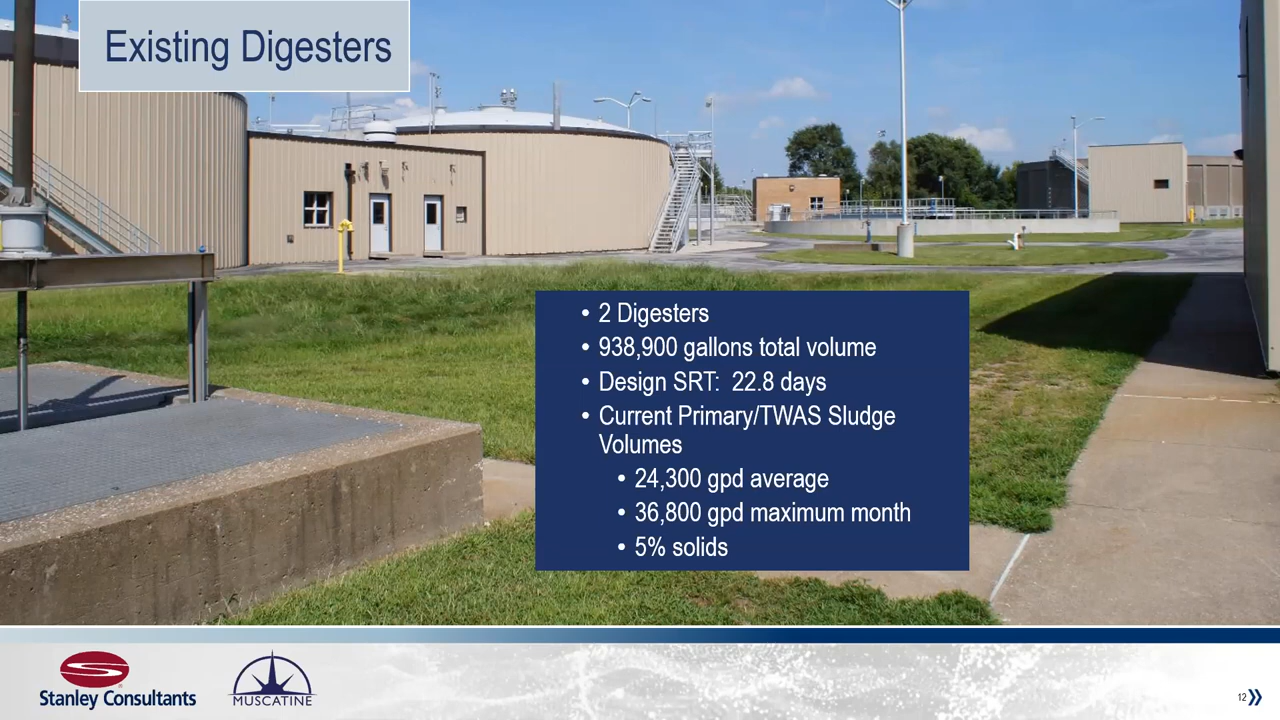 Existing Digesters
• 2 Digesters
• 938,900 gallons total volume
• Design SRT:  22.8 days
• Current Primary/TWAS Sludge
Volumes
• 24,300 gpd average
• 36,800 gpd maximum month
• 5% solids
Stanley Consultants
MUSCATINE
12